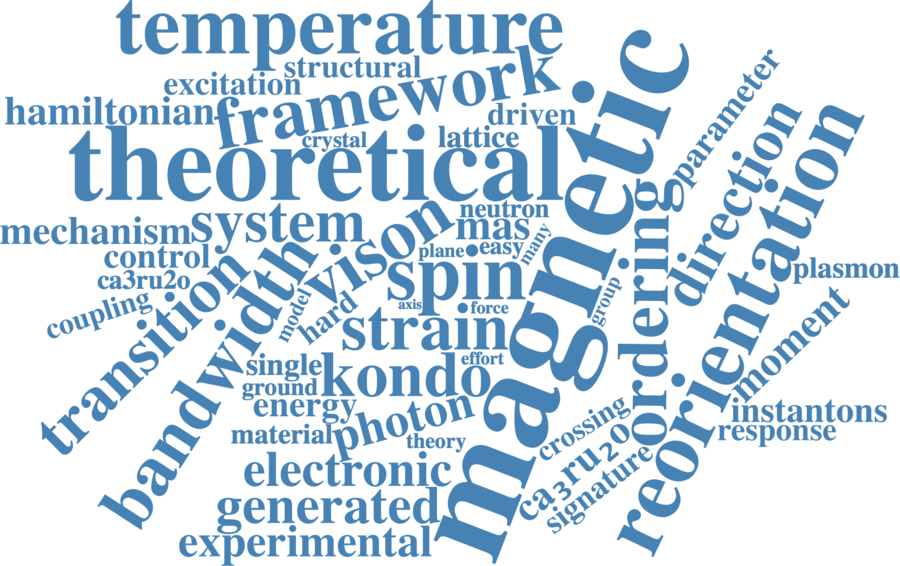 temperature
structural
excitation
framework
hamiltonian
driven
crystal
lattice
theoretical
magnetic
parameter
direction
reorientation
mechanism
system
vison
neutron
mas
many
plane
easy
control
ca3ru2o
coupling
transition
bandwidth
model
hard
spin
axis
force
group
ordering
plasmon
strain
effort
single
ground
kondo
energy
photon
material
theory
crossing
moment
instantons
response
ca3ru2o
signature
electronic
generated
experimental